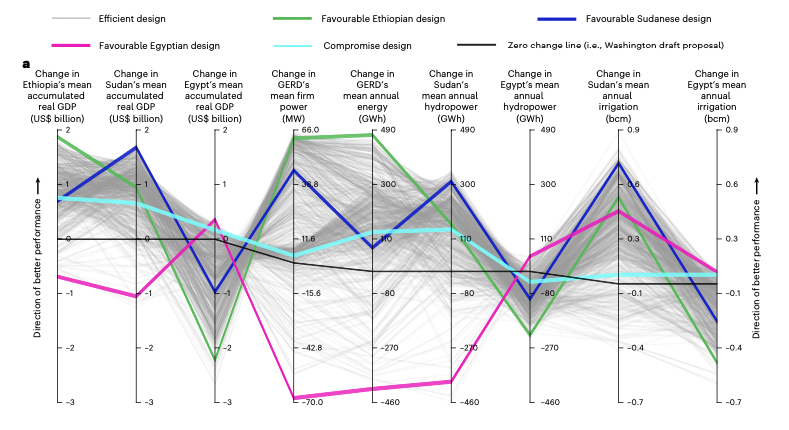 Efficient design
Favourable Ethiopian design
Favourable Sudanese design
Favourable Egyptian design
Compromise design
Zero change line (i.e., Washington draft proposal)
a
Change in
Ethiopia's mean
accumulated
real GDP
(US$ billion)
Change in
Sudan's mean
accumulated
real GDP
(US$ billion)
Change in
Egypt's mean
accumulated
real GDP
(US$ billion)
Change in
GERD's
mean firm
power
(MW)
Change in
GERD's
mean annual
energy
(GWh)
Change in
Sudan's
mean annual
hydropower
(GWh)
Change in
Egypt's mean
annual
hydropower
(GWh)
Change in
Sudan's mean
annual
irrigation
(bcm)
Change in
Egypt's mean
annual
irrigation
(bcm)
2 2 2 66.0 490 490 490 0.9 0.9
1 1 1 38.8 300 300 300 0.6 0.6
0 0 0 11.6 110 110 110 0.3 0.3
–1 –1 –1 –15.6 –80 –80 –80 –0.1 –0.1
–2 –2 –2 –42.8 –270 –270 –270 –0.4 –0.4
–3 –3 –3 –70.0 –460 –460 –460 –0.7 –0.7
Direction of better performance
Direction of better performance